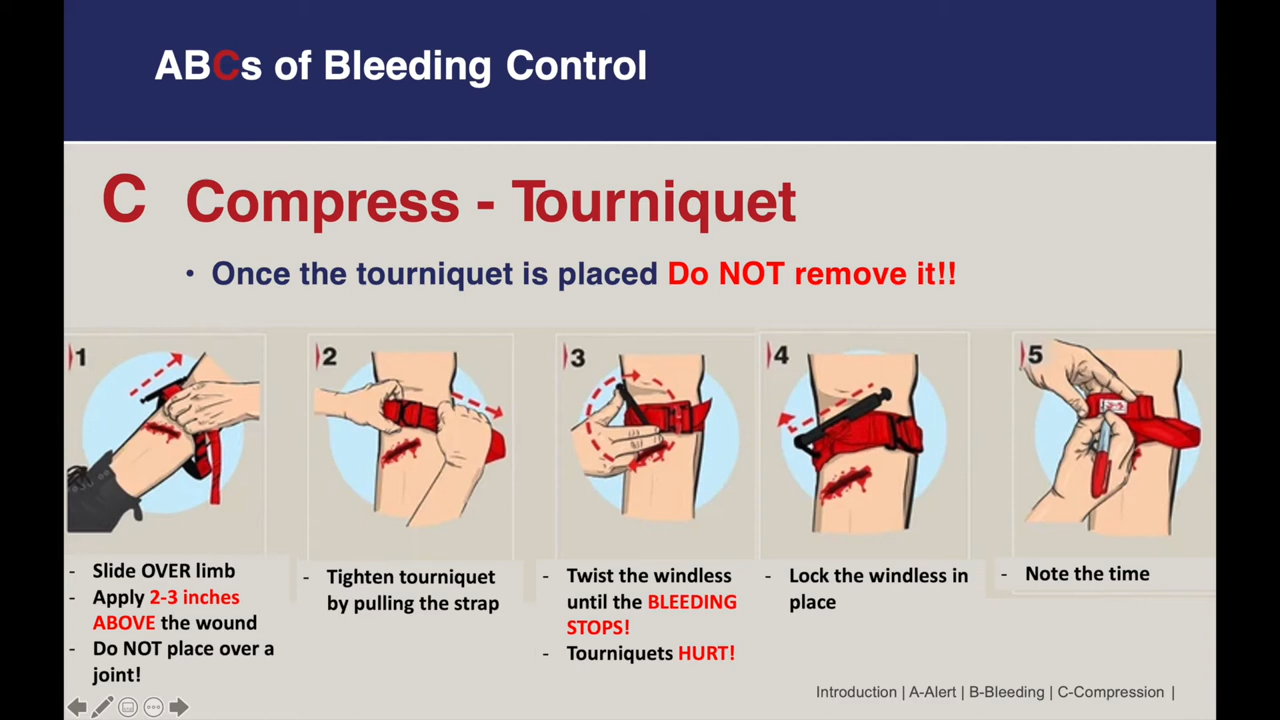 ABCs of Bleeding Control
C Compress - Tourniquet
• Once the tourniquet is placed Do NOT remove it!!
1
2
3
4
5
- Slide OVER limb
- Apply 2-3 inches
ABOVE the wound
- Do NOT place over a
joint!
- Tighten tourniquet
by pulling the strap
- Twist the windless
until the BLEEDING
STOPS!
- Tourniquets HURT!
- Lock the windless in
place
- Note the time
Introduction | A-Alert | B-Bleeding | C-Compression |